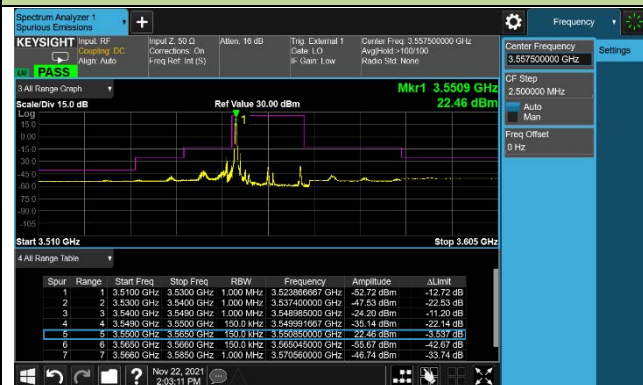 Spectrum Analyzer 1
Spurious Emissions
Frequency
KEYSIGHT Input: RF
Coupling: DC
Align: Auto
Input Z: 50 Ω
Corrections: On
Freq Ref: Int (S)
Atten: 16 dB
Trig: External 1
Gate: LO
IF Gain: Low
Center Freq: 3.557500000 GHz
Avg|Hold:>100/100
Radio Std: None
PASS
3 All Range Graph
Mkr1 3.5509 GHz
22.46 dBm
Scale/Div 15.0 dB
Ref Value 30.00 dBm
Log
15.0
0.00
-15.0
-30.0
-45.0
-60.0
-75.0
-90.0
-105
1
Start 3.510 GHz
Stop 3.605 GHz
4 All Range Table
Spur Range Start Freq Stop Freq RBW Frequency Amplitude ΔLimit
1 1 3.5100 GHz 3.5300 GHz 1.000 MHz 3.523866667 GHz -52.72 dBm -12.72 dB
2 2 3.5300 GHz 3.5400 GHz 1.000 MHz 3.537400000 GHz -47.53 dBm -22.53 dB
3 3 3.5400 GHz 3.5490 GHz 1.000 MHz 3.548985000 GHz -24.20 dBm -11.20 dB
4 4 3.5490 GHz 3.5500 GHz 150.0 kHz 3.549991667 GHz -35.14 dBm -22.14 dB
5 5 3.5500 GHz 3.5650 GHz 150.0 kHz 3.550850000 GHz 22.46 dBm -3.537 dB
6 6 3.5650 GHz 3.5660 GHz 150.0 kHz 3.565045000 GHz -55.67 dBm -42.67 dB
7 7 3.5660 GHz 3.5850 GHz 1.000 MHz 3.570560000 GHz -46.74 dBm -33.74 dB
Nov 22, 2021
2:03:11 PM
Center Frequency
3.557500000 GHz
Settings
CF Step
2.500000 MHz
Auto
Man
Freq Offset
0 Hz